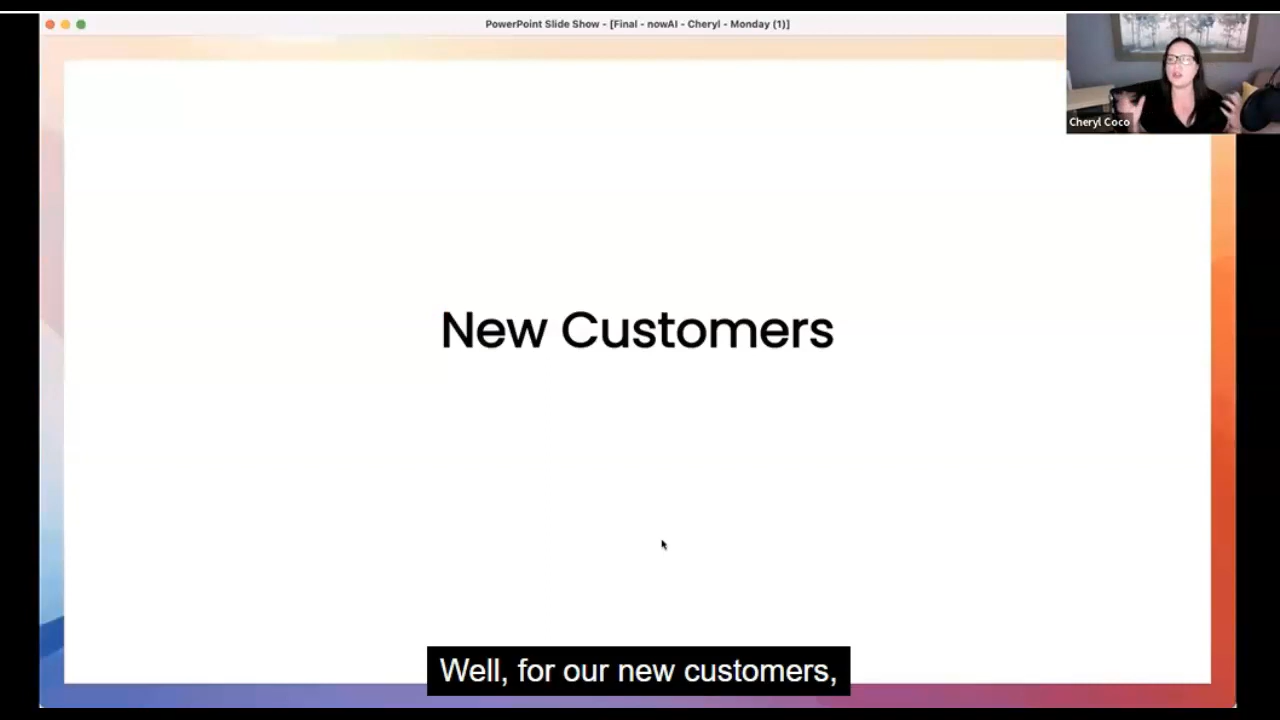 PowerPoint Slide Show - [Final - nowAI - Cheryl - Monday (1)]
Cheryl Coco
New Customers
Well, for our new customers,